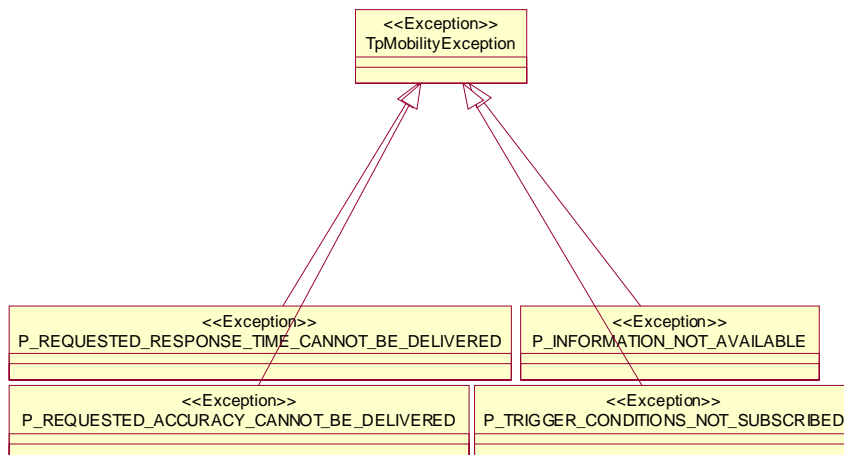 <<Exception>>
TpMobilityException
<<Exception>>
P_REQUESTED_RESPONSE_TIME_CANNOT_BE_DELIVERED
<<Exception>>
P_INFORMATION_NOT_AVAILABLE
<<Exception>>
P_REQUESTED_ACCURACY_CANNOT_BE_DELIVERED
<<Exception>>
P_TRIGGER_CONDITIONS_NOT_SUBSCRIBED